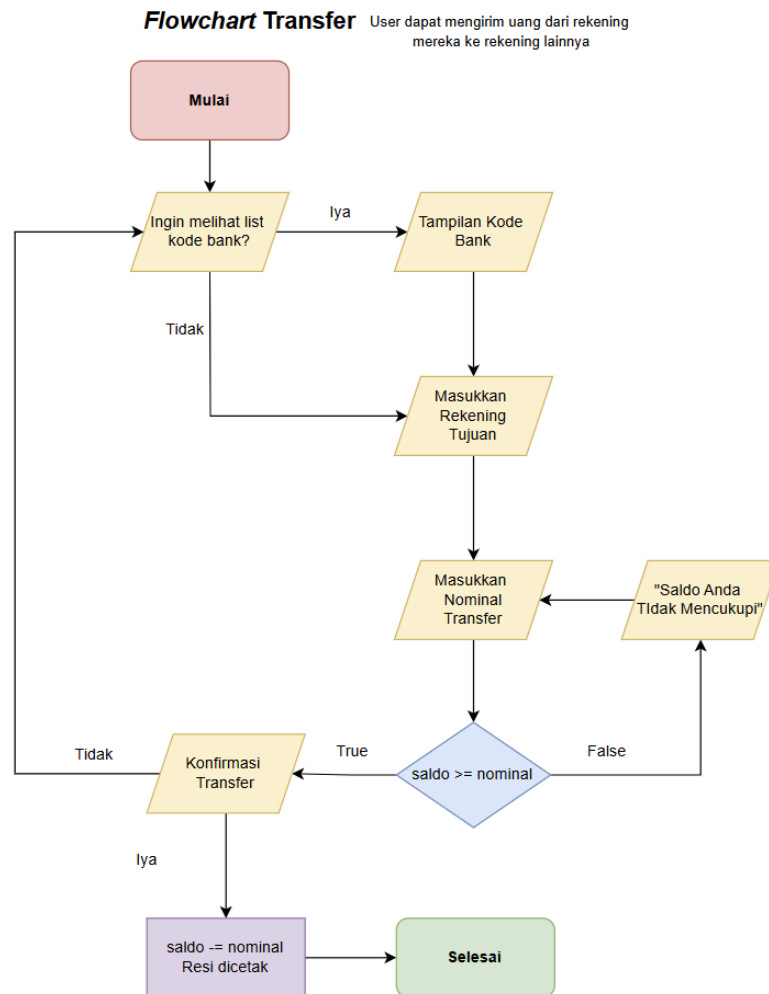 Flowchart Transfer
User dapat mengirim uang dari rekening
mereka ke rekening lainnya
Mulai
Ingin melihat list
kode bank?
Iya
Tampilan Kode
Bank
Tidak
Masukkan
Rekening
Tujuan
Masukkan
Nominal
Transfer
"Saldo Anda
TIdak Mencukupi"
saldo >= nominal
True
False
Konfirmasi
Transfer
Tidak
Iya
saldo -= nominal
Resi dicetak
Selesai